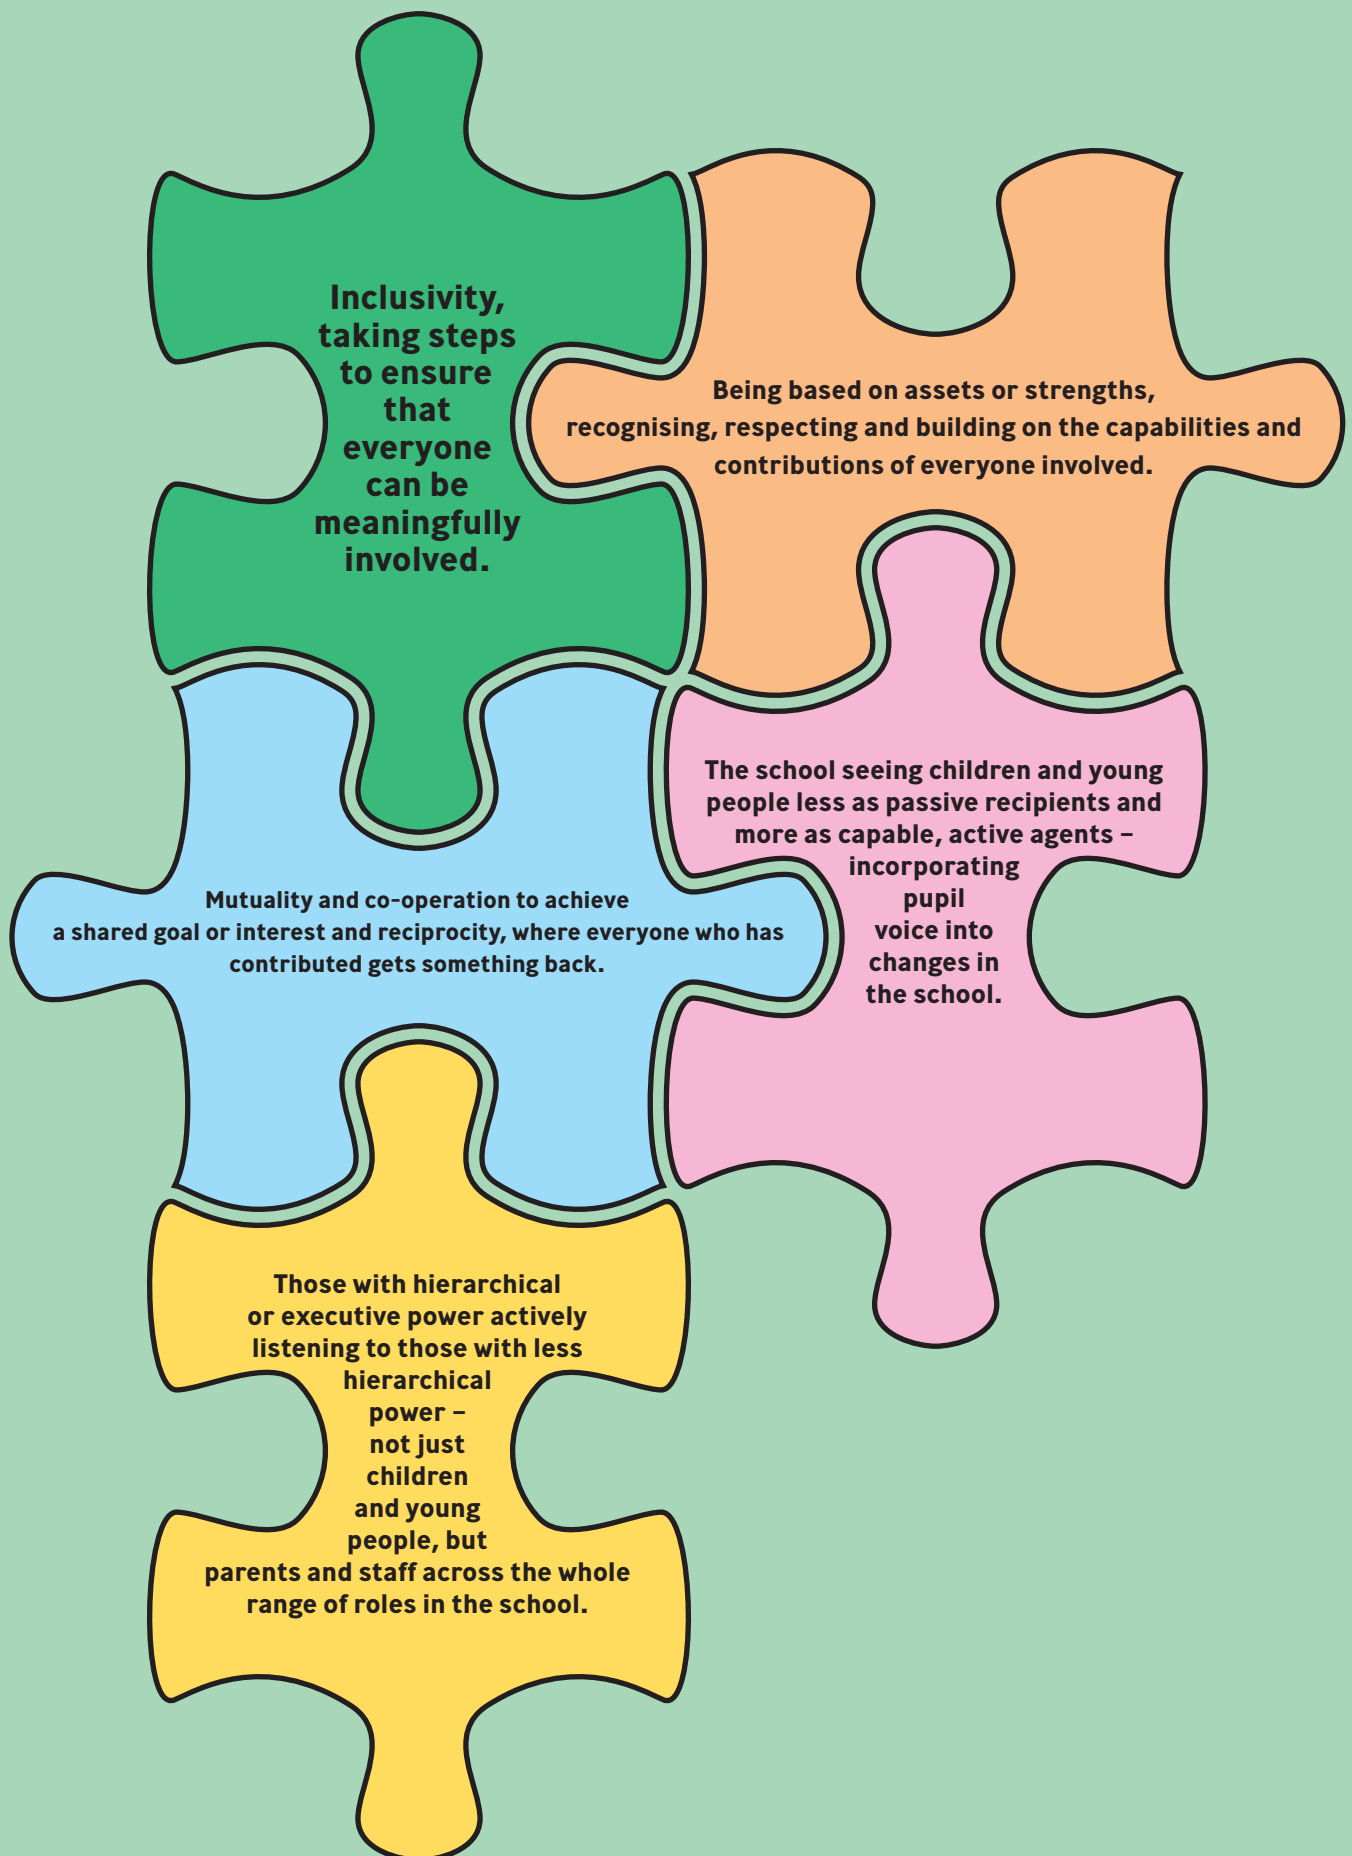 Inclusivity,
taking steps
to ensure
that
everyone
can be
meaningfully
involved.
Being based on assets or strengths,
recognising, respecting and building on the capabilities and
contributions of everyone involved.
Mutuality and co-operation to achieve
a shared goal or interest and reciprocity, where everyone who has
contributed gets something back.
The school seeing children and young
people less as passive recipients and
more as capable, active agents –
incorporating
pupil
voice into
changes in
the school.
Those with hierarchical
or executive power actively
listening to those with less
hierarchical
power –
not just
children
and young
people, but
parents and staff across the whole
range of roles in the school.